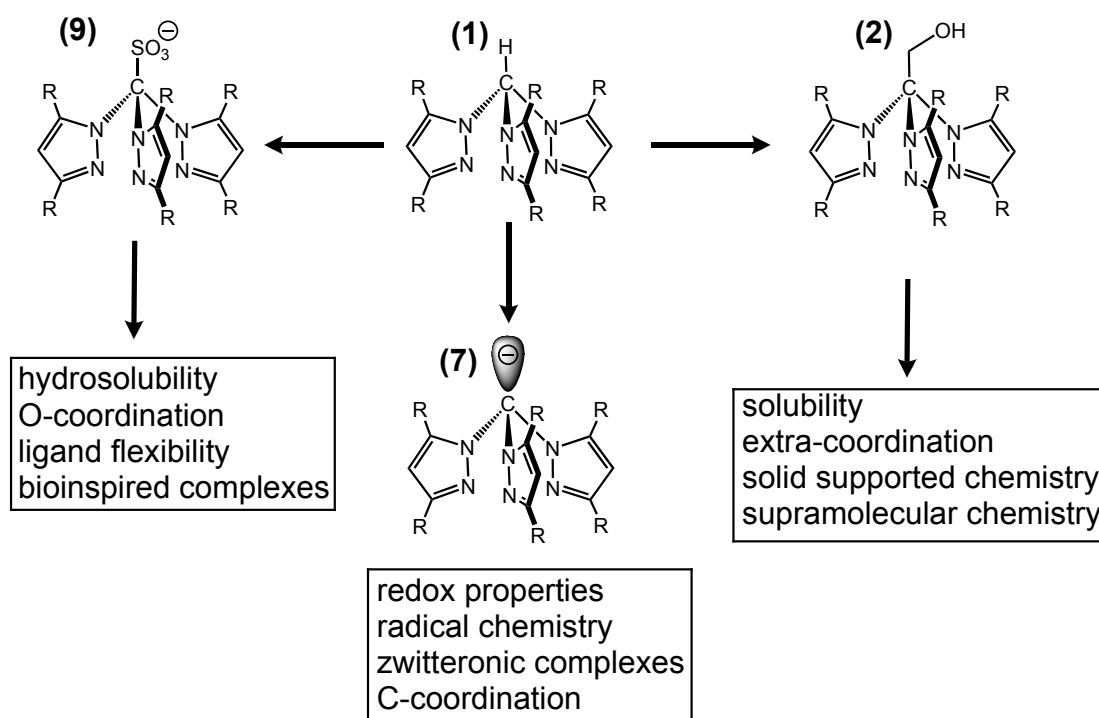 (9)
SO3⊖
C
R
R
R
N
N
N
N
N
N
R
R
R
(1)
H
C
R
R
R
N
N
N
N
N
N
R
R
R
(2)
OH
C
R
R
R
N
N
N
N
N
N
R
R
R
hydrosolubility
O-coordination
ligand flexibility
bioinspired complexes
(7)
⊖
C
R
R
R
N
N
N
N
N
N
R
R
R
solubility
extra-coordination
solid supported chemistry
supramolecular chemistry
redox properties
radical chemistry
zwitteronic complexes
C-coordination